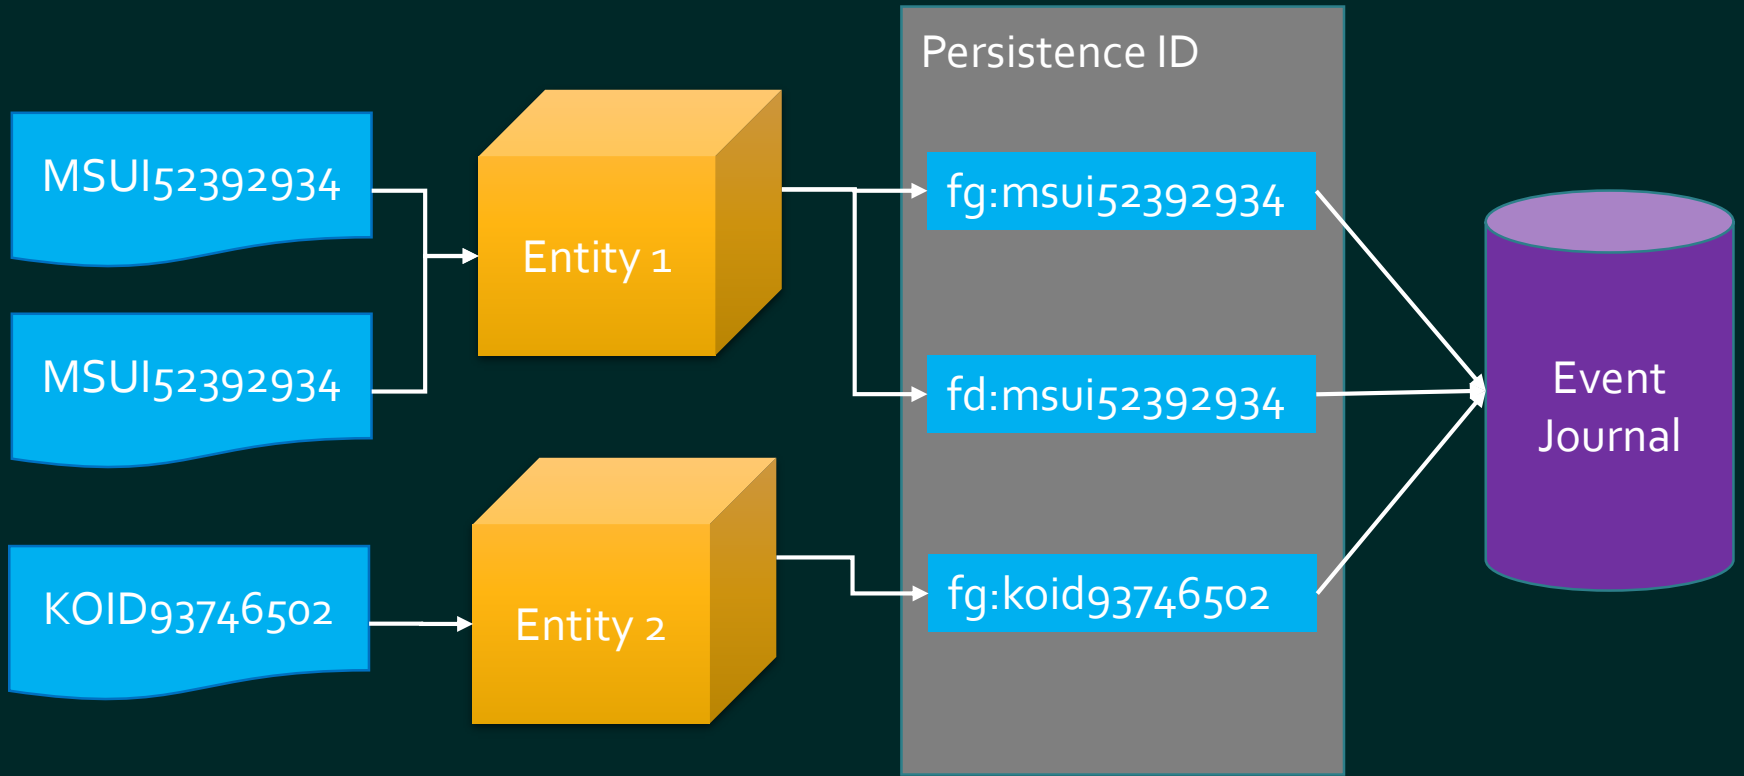 Persistence ID
MSUI52392934
Entity 1
fg:msui52392934
MSUI52392934
fd:msui52392934
Event
Journal
KOID93746502
Entity 2
fg:koid93746502